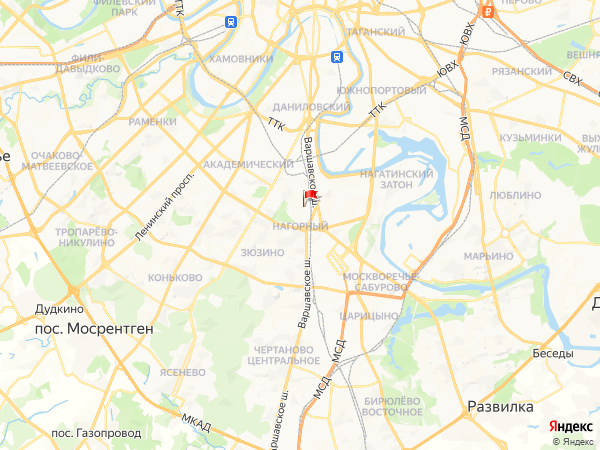 ФИЛЕВСКИЙ
ПАРК
ТТК
ТАГАНСКИЙ
ПЕРОВО
ЮВХ
ХАМОВНИКИ
ФИЛИ-
ДАВЫДКОВО
ЮВХ
РЯЗАНСКИЙ
СВХ
ВЕШНЯ
ЮЖНОПОРТОВЫЙ
ДАНИЛОВСКИЙ
ТТК
ТТК
МСД
РАМЕНКИ
КУЗЬМИНКИ
ВЫХ
ЖУЛ
Варшавское ш.
ОЧАКОВО-
МАТВЕЕВСКОЕ
АКАДЕМИЧЕСКИЙ
НАГАТИНСКИЙ
ЗАТОН
ЛЮБЛИНО
Ленинский просп.
ТРОПАРЁВО-
НИКУЛИНО
НАГОРНЫЙ
ЗЮЗИНО
МАРЬИНО
КОНЬКОВО
МОСКВОРЕЧЬЕ-
САБУРОВО
Варшавское ш.
Дудкино
пос. Мосрентген
ЦАРИЦЫНО
ЧЕРТАНОВО
ЦЕНТРАЛЬНОЕ
МСД
Беседы
ЯСЕНЕВО
МСД
БИРЮЛЁВО
ВОСТОЧНОЕ
Развилка
МКАД
пос. Газопровод
Яндекс
© Яндекс